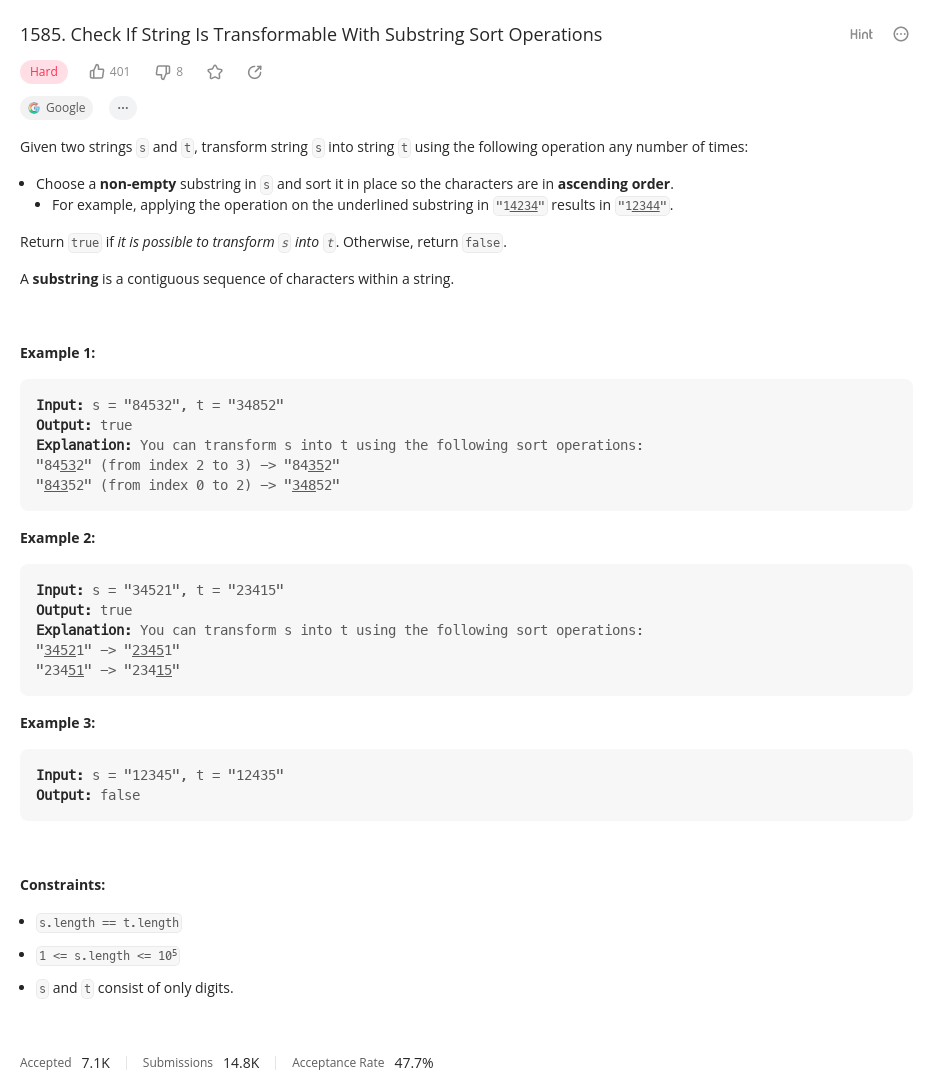 1585. Check If String Is Transformable With Substring Sort Operations
Hint
Hard 401 8
Google ...
Given two strings s and t, transform string s into string t using the following operation any number of times:
• Choose a non-empty substring in s and sort it in place so the characters are in ascending order.
• For example, applying the operation on the underlined substring in "14234" results in "12344".
Return true if it is possible to transform s into t. Otherwise, return false.
A substring is a contiguous sequence of characters within a string.
Example 1:
Input: s = "84532", t = "34852"
Output: true
Explanation: You can transform s into t using the following sort operations:
"84532" (from index 2 to 3) -> "84352"
"84352" (from index 0 to 2) -> "34852"
Example 2:
Input: s = "34521", t = "23415"
Output: true
Explanation: You can transform s into t using the following sort operations:
"34521" -> "23451"
"23451" -> "23415"
Example 3:
Input: s = "12345", t = "12435"
Output: false
Constraints:
• s.length == t.length
• 1 <= s.length <= 10⁵
• s and t consist of only digits.
Accepted 7.1K Submissions 14.8K Acceptance Rate 47.7%